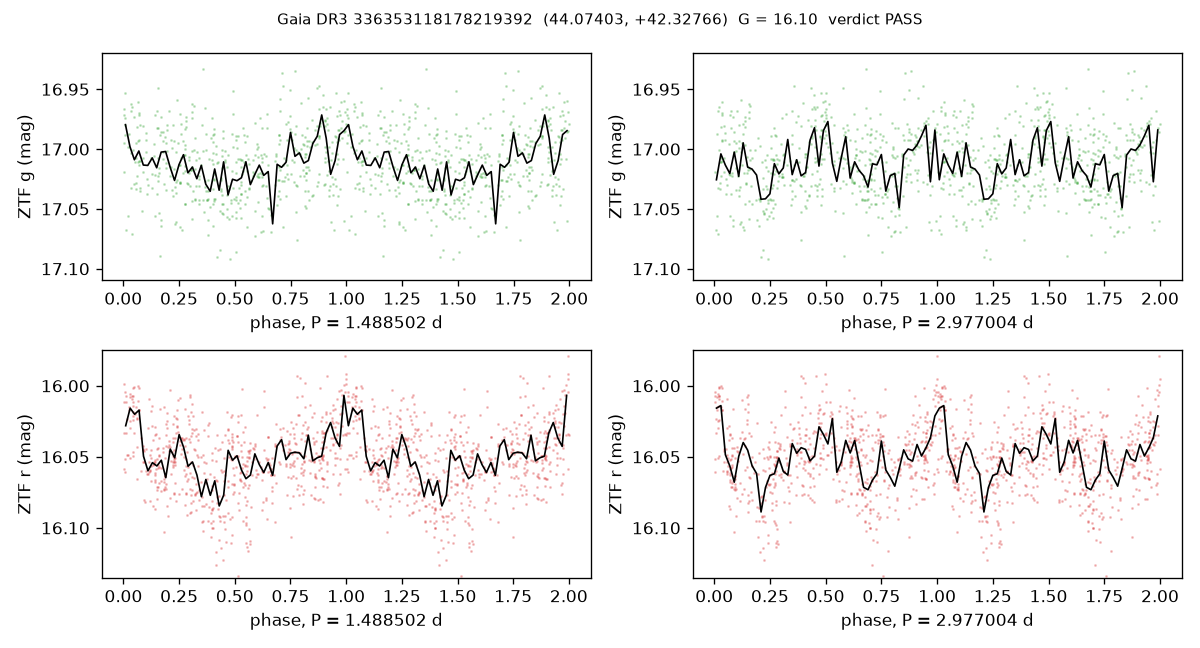 Gaia DR3 336353118178219392  (44.07403, +42.32766)  G = 16.10  verdict PASS
ZTF g (mag)
16.95
17.00
17.05
17.10
0.00 0.25 0.50 0.75 1.00 1.25 1.50 1.75 2.00
phase, P = 1.488502 d
ZTF g (mag)
16.95
17.00
17.05
17.10
0.00 0.25 0.50 0.75 1.00 1.25 1.50 1.75 2.00
phase, P = 2.977004 d
ZTF r (mag)
16.00
16.05
16.10
0.00 0.25 0.50 0.75 1.00 1.25 1.50 1.75 2.00
phase, P = 1.488502 d
ZTF r (mag)
16.00
16.05
16.10
0.00 0.25 0.50 0.75 1.00 1.25 1.50 1.75 2.00
phase, P = 2.977004 d